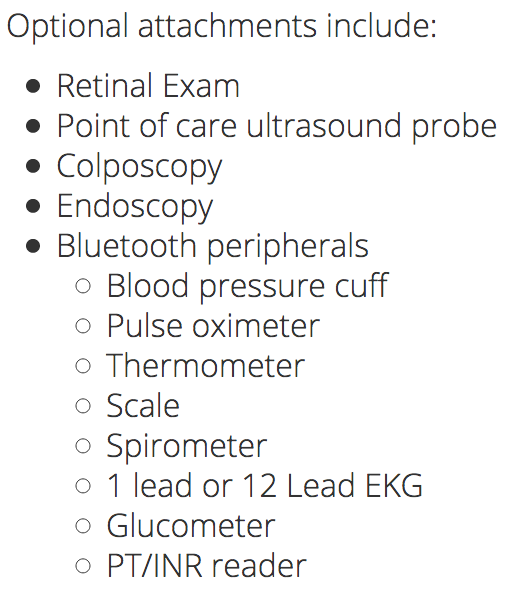 Optional attachments include:
● Retinal Exam
● Point of care ultrasound probe
● Colposcopy
● Endoscopy
● Bluetooth peripherals
○ Blood pressure cuff
○ Pulse oximeter
○ Thermometer
○ Scale
○ Spirometer
○ 1 lead or 12 Lead EKG
○ Glucometer
○ PT/INR reader